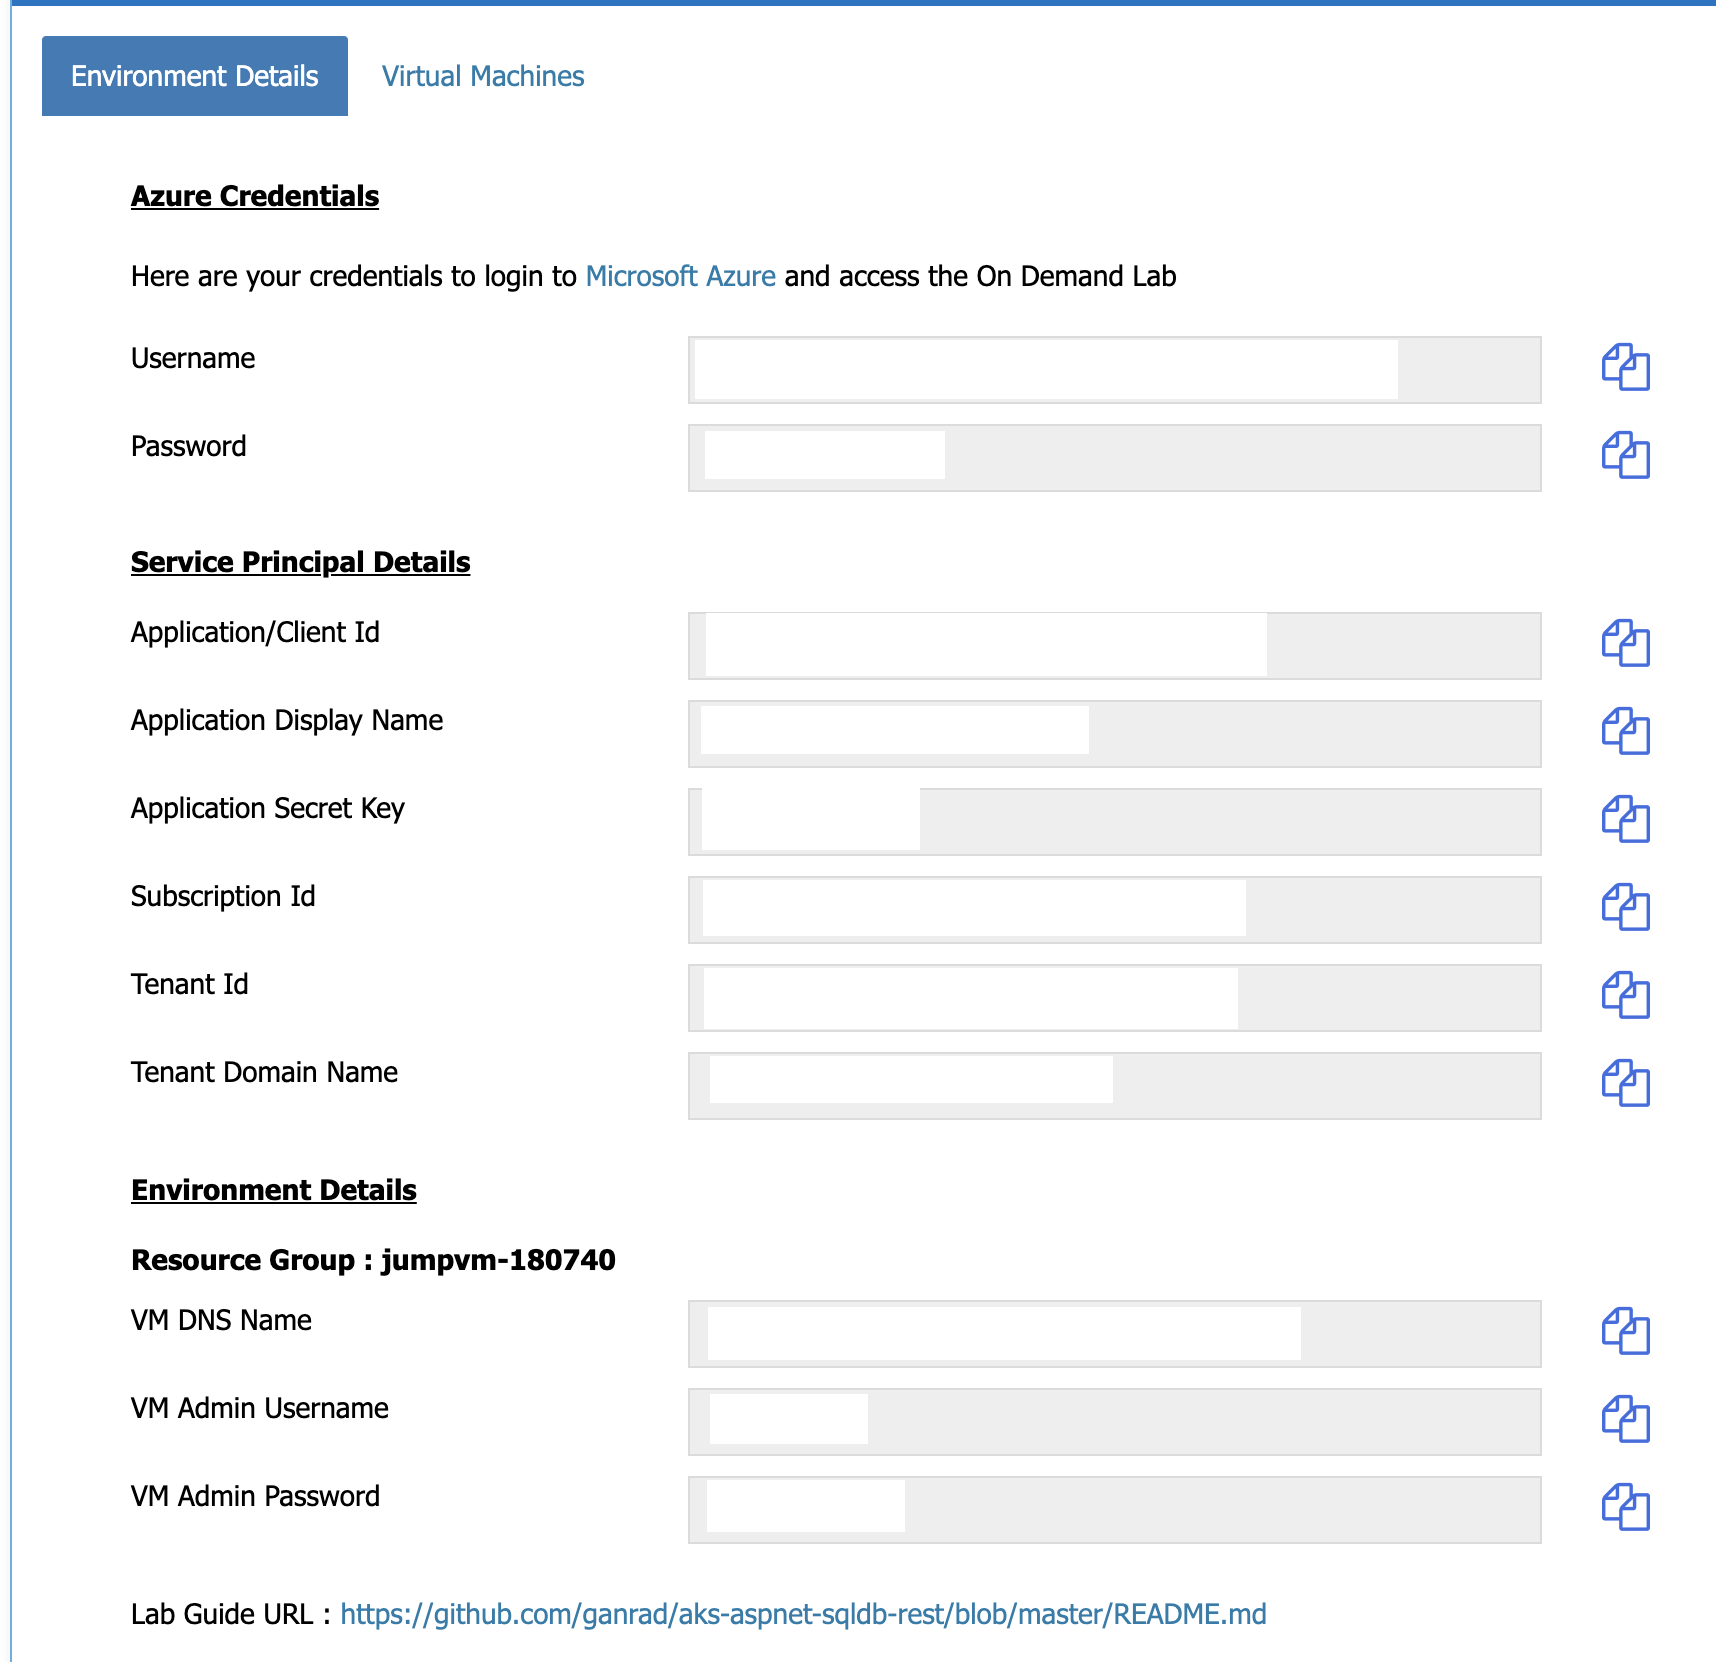 Environment Details
Virtual Machines
Azure Credentials
Here are your credentials to login to Microsoft Azure and access the On Demand Lab
Username
Password
Service Principal Details
Application/Client Id
Application Display Name
Application Secret Key
Subscription Id
Tenant Id
Tenant Domain Name
Environment Details
Resource Group : jumpvm-180740
VM DNS Name
VM Admin Username
VM Admin Password
Lab Guide URL : https://github.com/ganrad/aks-aspnet-sqldb-rest/blob/master/README.md